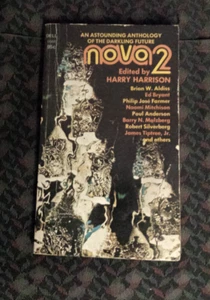 DELL
AN ASTOUNDING ANTHOLOGY
OF THE DARKLING FUTURE
nova2
Edited by
HARRY HARRISON
Brian W. Aldiss
Ed Bryant
Philip José Farmer
Naomi Mitchison
Poul Anderson
Barry N. Malzberg
Robert Silverberg
James Tiptree, Jr.
and others